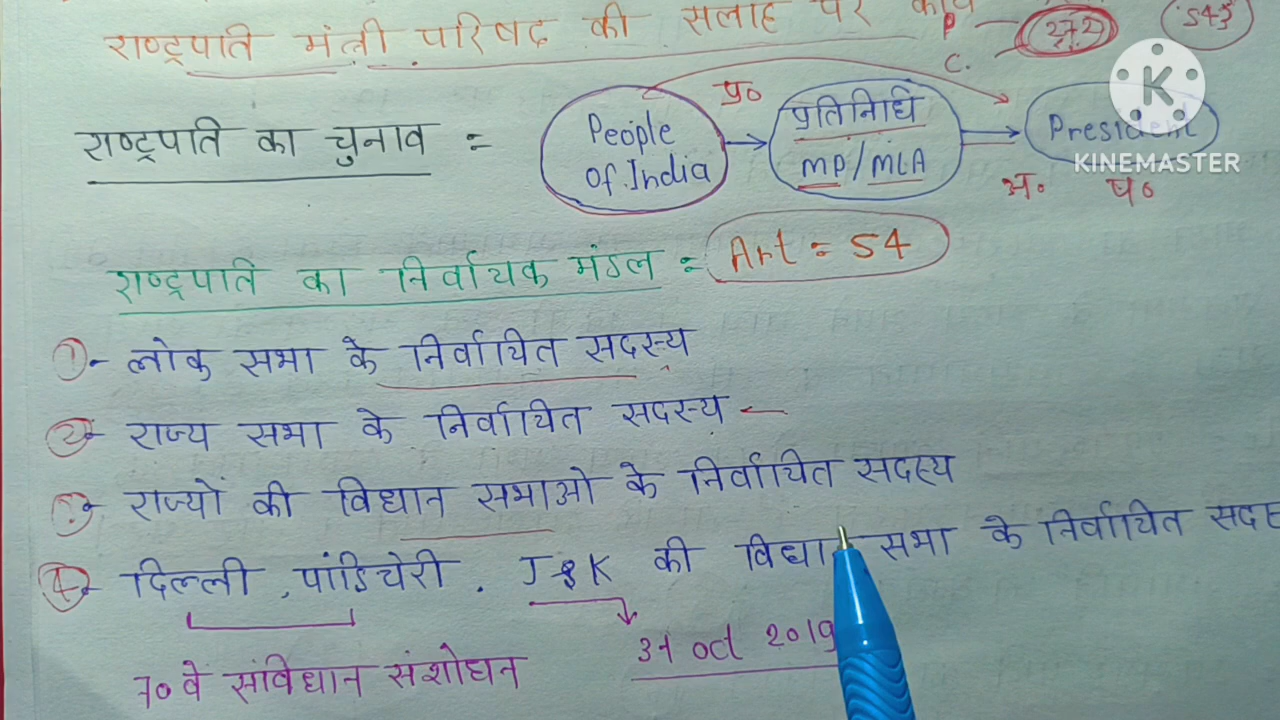 राष्ट्रपति मंत्री परिषद की सलाह पर कार्य
P
272
543
C.
राष्ट्रपति का चुनाव =
People of India
प्र०
प्रतिनिधि
MP/MLA
President
अ० प्र०
K
KINEMASTER
राष्ट्रपति का निर्वाचक मंडल = Art = 54
1- लोक सभा के निर्वाचित सदस्य
2- राज्य सभा के निर्वाचित सदस्य
3- राज्यों की विधान सभाओ के निर्वाचित सदस्य
4- दिल्ली , पांडिचेरी . J&K की विधा सभा के निर्वाचित सदस्
70 वे संविधान संशोधन
31 oct 2019